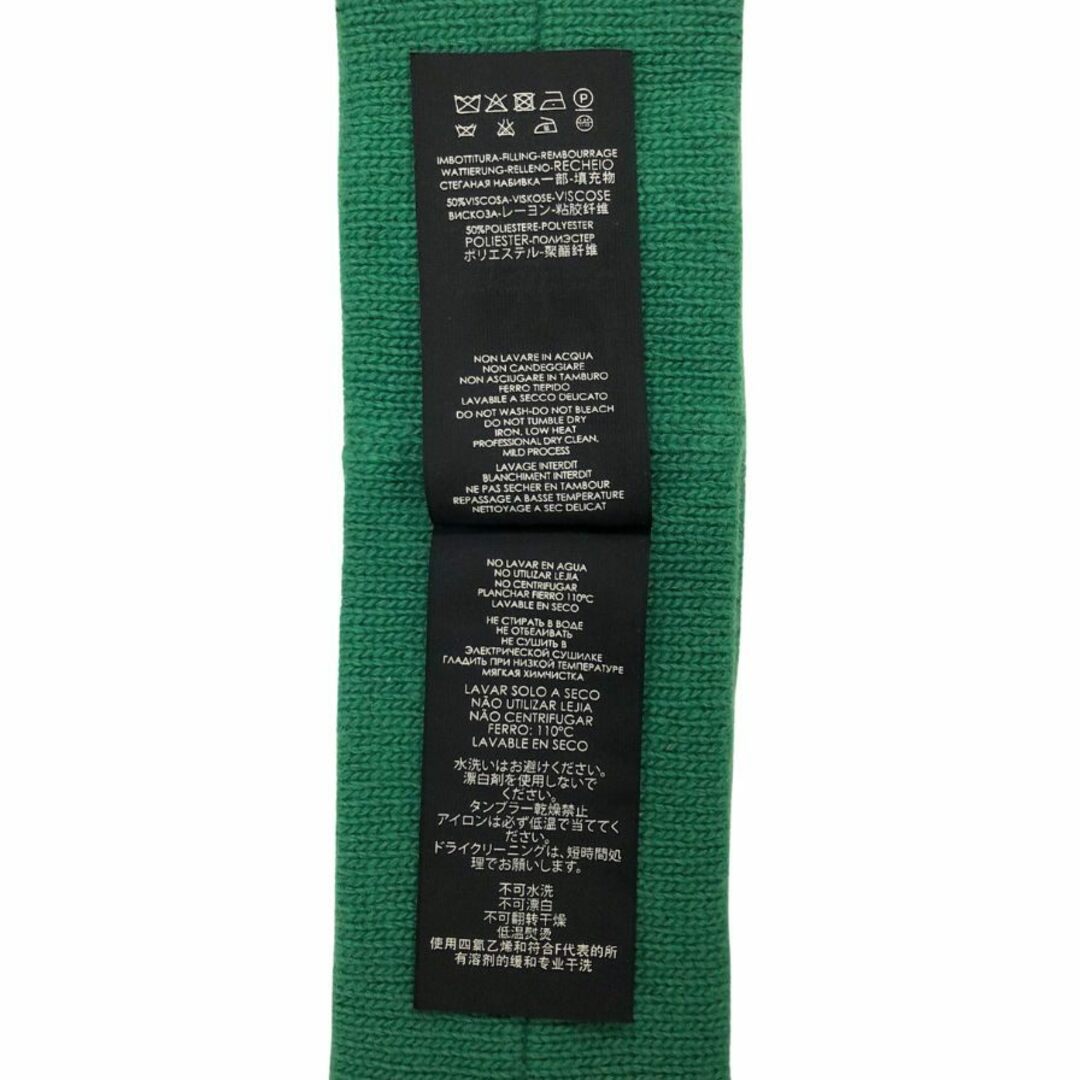 P
IMBOTTITURA-FILLING-REMBOURRAGE
WATTIERUNG-RELLENO-RECHEIO
СТЕГАНАЯ НАБИВКА一部-填充物
50%VISCOSA-VISKOSE-VISCOSE
ВИСКОЗА-レーヨン-粘胶纤维
50%POLIESTERE-POLYESTER
POLIESTER-ПОЛИЭСТЕР
ポリエステル-聚酯纤维
NON LAVARE IN ACQUA
NON CANDEGGIARE
NON ASCIUGARE IN TAMBURO
FERRO TIEPIDO
LAVABILE A SECCO DELICATO
DO NOT WASH-DO NOT BLEACH
DO NOT TUMBLE DRY
IRON, LOW HEAT
PROFESSIONAL DRY CLEAN,
MILD PROCESS
LAVAGE INTERDIT
BLANCHIMENT INTERDIT
NE PAS SECHER EN TAMBOUR
REPASSAGE A BASSE TEMPERATURE
NETTOYAGE A SEC DELICAT
NO LAVAR EN AGUA
NO UTILIZAR LEJIA
NO CENTRIFUGAR
PLANCHAR FIERRO 110ºC
LAVABLE EN SECO
НЕ СТИРАТЬ В ВОДЕ
НЕ ОТБЕЛИВАТЬ
НЕ СУШИТЬ В
ЭЛЕКТРИЧЕСКОЙ СУШИЛКЕ
ГЛАДИТЬ ПРИ НИЗКОЙ ТЕМПЕРАТУРЕ
МЯГКАЯ ХИМЧИСТКА
LAVAR SOLO A SECO
NÃO UTILIZAR LEJIA
NÃO CENTRIFUGAR
FERRO: 110ºC
LAVABLE EN SECO
水洗いはお避けください。
漂白剤を使用しないで
ください。
タンブラー乾燥禁止
アイロンは必ず低温で当ててく
ださい。
ドライクリーニングは、短時間処
理でお願いします。
不可水洗
不可漂白
不可翻转干燥
低温熨烫
使用四氯乙烯和符合F代表的所
有溶剂的缓和专业干洗